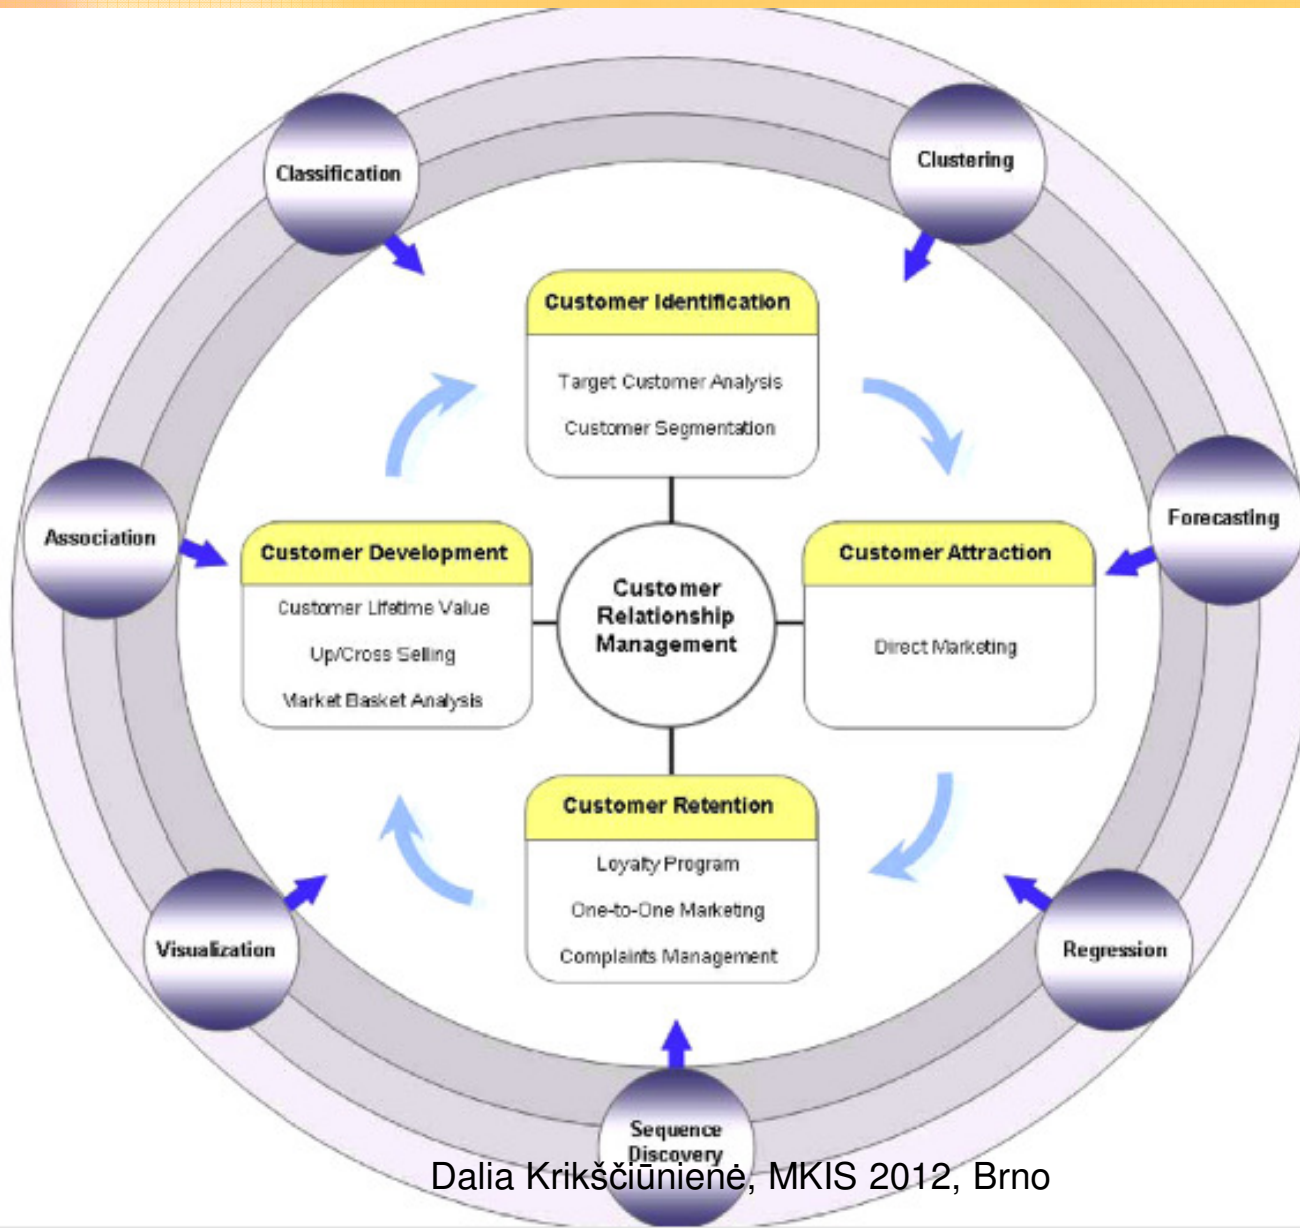 Classification
Clustering
Customer Identification
Target Customer Analysis
Customer Segmentation
Association
Forecasting
Customer Development
Customer Lifetime Value
Up/Cross Selling
Market Basket Analysis
Customer
Relationship
Management
Customer Attraction
Direct Marketing
Customer Retention
Loyalty Program
One-to-One Marketing
Complaints Management
Visualization
Regression
Sequence
Discovery
Dalia Krikščiūnienė, MKIS 2012, Brno